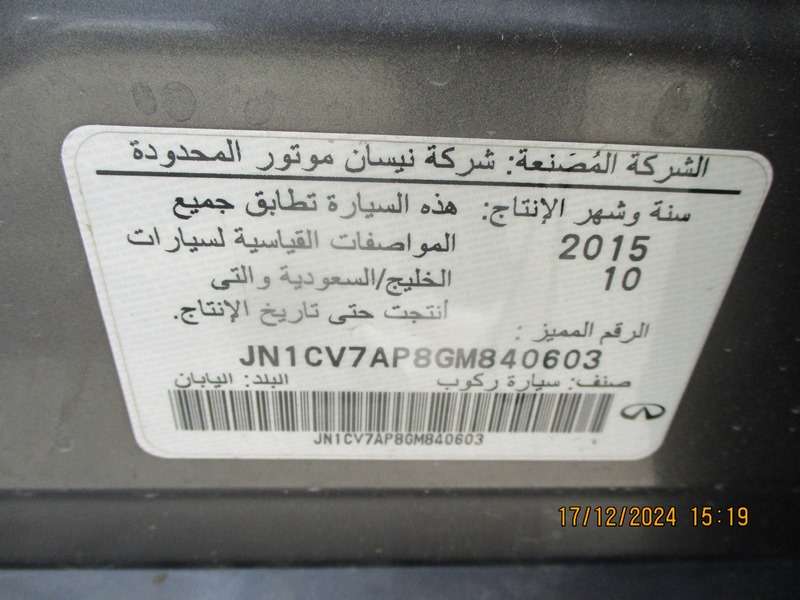 الشركة المُصَنعة: شركة نيسان موتور المحدودة
سنة وشهر الإنتاج: هذه السيارة تطابق جميع
2015 المواصفات القياسية لسيارات
10 الخليج/السعودية والتى
انتجت حتى تاريخ الإنتاج.
الرقم المميز :
JN1CV7AP8GM840603
صنف: سيارة ركوب البلد: اليابان
JN1CV7AP8GM840603
17/12/2024 15:19